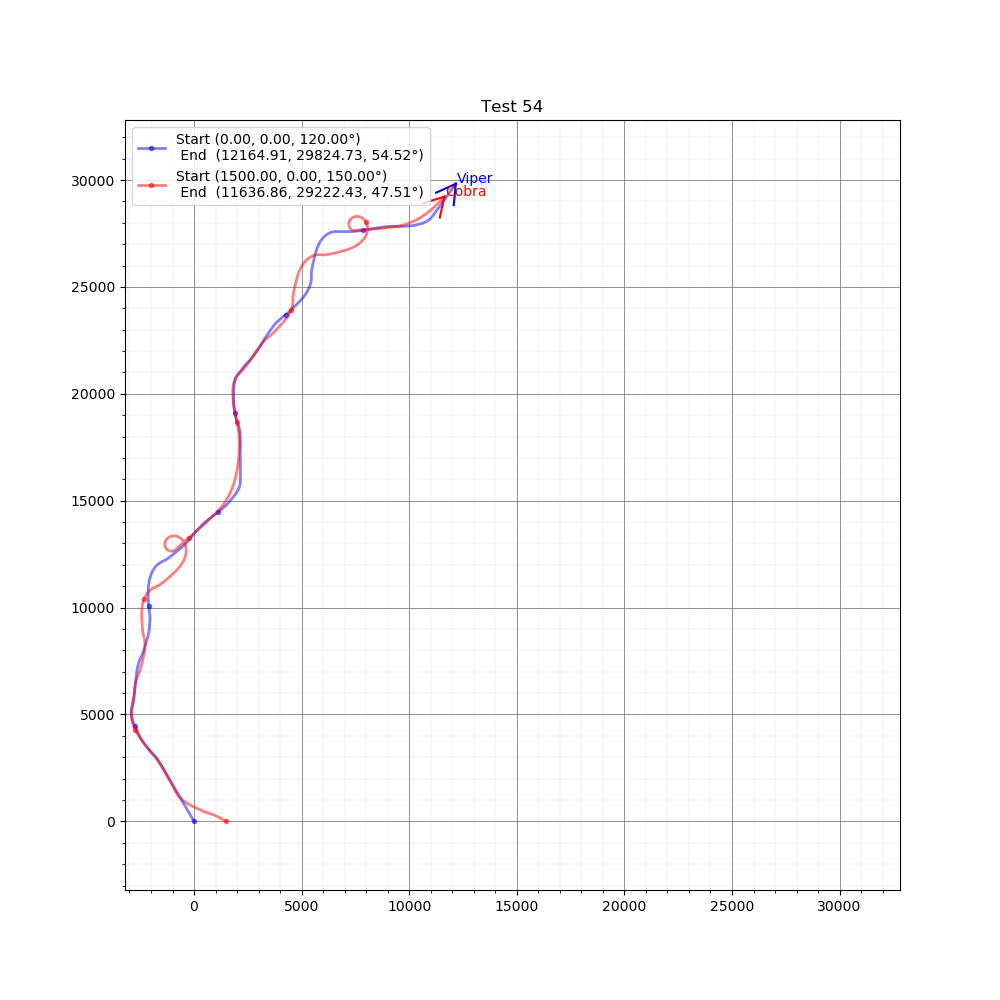 Test 54
Start (0.00, 0.00, 120.00°)
End (12164.91, 29824.73, 54.52°)
Start (1500.00, 0.00, 150.00°)
End (11636.86, 29222.43, 47.51°)
Viper
Cobra
30000
25000
20000
15000
10000
5000
0
0 5000 10000 15000 20000 25000 30000